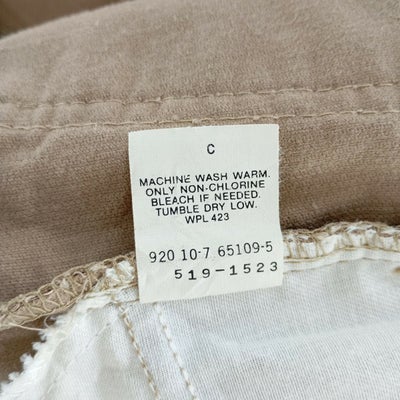 C
MACHINE WASH WARM.
ONLY NON-CHLORINE
BLEACH IF NEEDED.
TUMBLE DRY LOW.
WPL 423
920 10-7 65109-5
519-1523